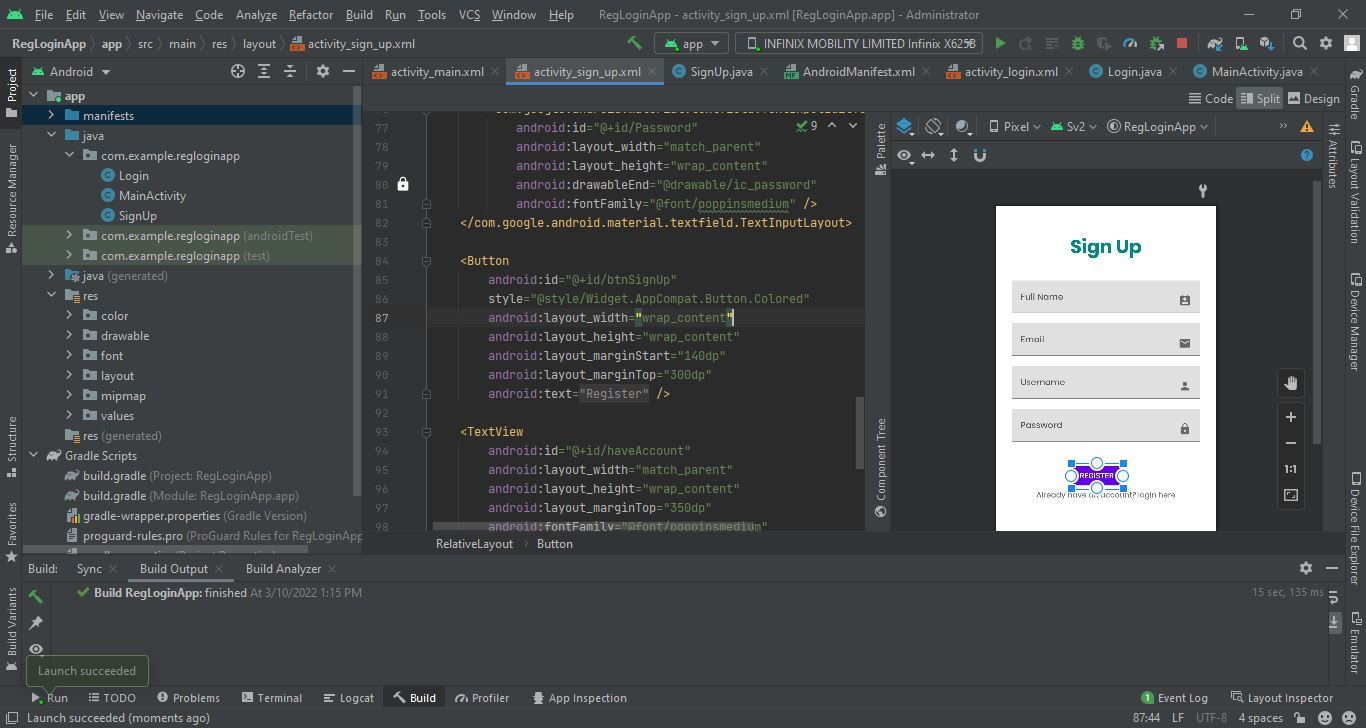 File Edit View Navigate Code Analyze Refactor Build Run Tools VCS Window Help RegLoginApp - activity_sign_up.xml [RegLoginApp.app] - Administrator
RegLoginApp app src main res layout activity_sign_up.xml app INFINIX MOBILITY LIMITED Infinix X625B
Project
Android
activity_main.xml activity_sign_up.xml SignUp.java AndroidManifest.xml activity_login.xml Login.java MainActivity.java
Gradle
Code Split Design
app
manifests
java
com.example.regloginapp
Login
MainActivity
SignUp
com.example.regloginapp (androidTest)
com.example.regloginapp (test)
java (generated)
res
color
drawable
font
layout
mipmap
values
res (generated)
Gradle Scripts
build.gradle (Project: RegLoginApp)
build.gradle (Module: RegLoginApp.app)
gradle-wrapper.properties (Gradle Version)
proguard-rules.pro (ProGuard Rules for RegLoginApp
Resource Manager
Structure
Favorites
Build Variants
9
77 android:id="@+id/Password"
78 android:layout_width="match_parent"
79 android:layout_height="wrap_content"
80 android:drawableEnd="@drawable/ic_password"
81 android:fontFamily="@font/poppinsmedium" />
82 </com.google.android.material.textfield.TextInputLayout>
83
84 <Button
85 android:id="@+id/btnSignUp"
86 style="@style/Widget.AppCompat.Button.Colored"
87 android:layout_width="wrap_content"
88 android:layout_height="wrap_content"
89 android:layout_marginStart="140dp"
90 android:layout_marginTop="300dp"
91 android:text="Register" />
92
93 <TextView
94 android:id="@+id/haveAccount"
95 android:layout_width="match_parent"
96 android:layout_height="wrap_content"
97 android:layout_marginTop="350dp"
98 android:fontFamily="@font/poppinsmedium"
RelativeLayout Button
Palette
Component Tree
Pixel Sv2 RegLoginApp
Sign Up
Full Name
Email
Username
Password
REGISTER
Already have an account? login here
1:1
Attributes
Layout Validation
Device Manager
Device File Explorer
Emulator
Build: Sync Build Output Build Analyzer
Build RegLoginApp: finished At 3/10/2022 1:15 PM
15 sec, 135 ms
Launch succeeded
Run TODO Problems Terminal Logcat Build Profiler App Inspection 1 Event Log Layout Inspector
Launch succeeded (moments ago) 87:44 LF UTF-8 4 spaces